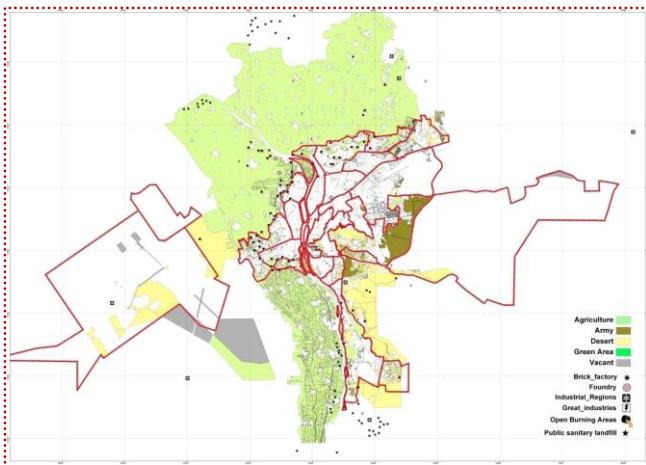 Agriculture
Army
Desert
Green Area
Vacant
Brick_factory
Foundry
Industrial_Regions
Great_industries
Open Burning Areas
Public sanitary landfill